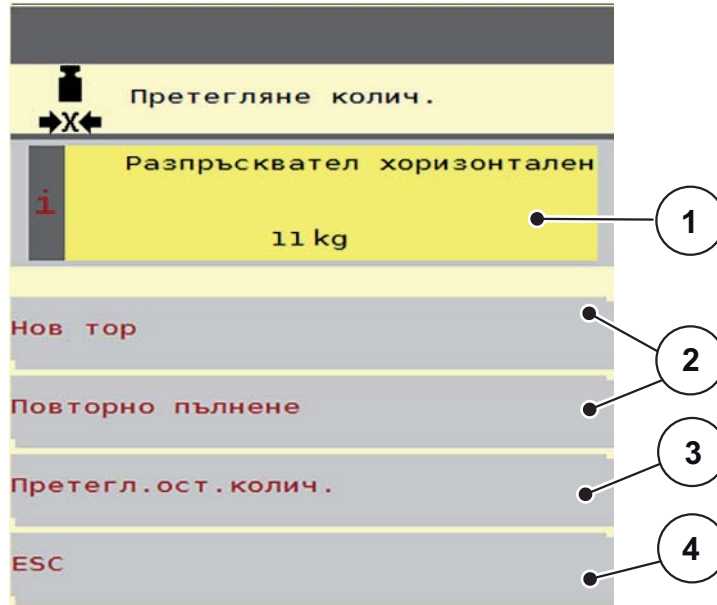 Претегляне колич.
X
Разпръсквател хоризонтален
i
11 kg
1
Нов тор
2
Повторно пълнене
3
Претегл.ост.колич.
4
ESC